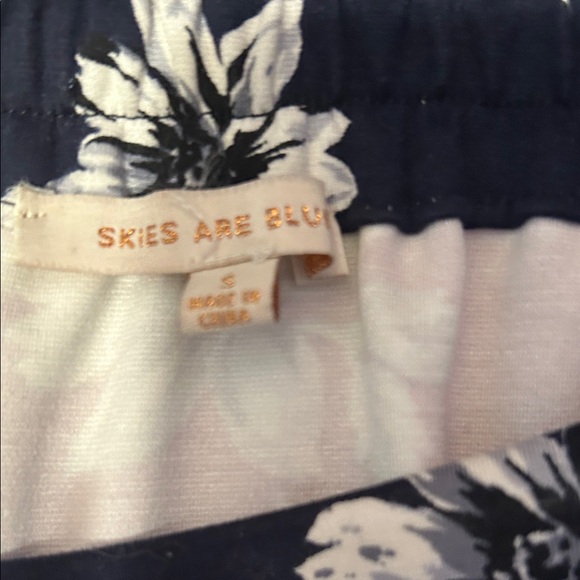 SKIES ARE BLU
S
MADE IN
CHINA